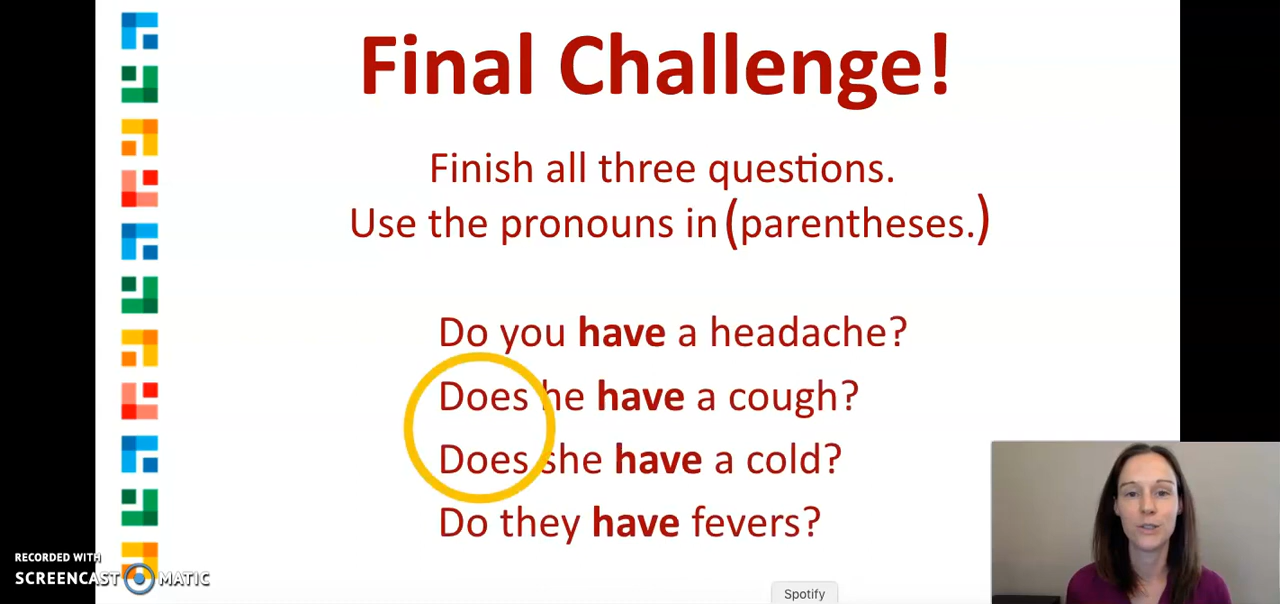 Final Challenge!
Finish all three questions.
Use the pronouns in (parentheses.)
Do you have a headache?
Does he have a cough?
Does she have a cold?
Do they have fevers?
RECORDED WITH
SCREENCAST MATIC
Spotify